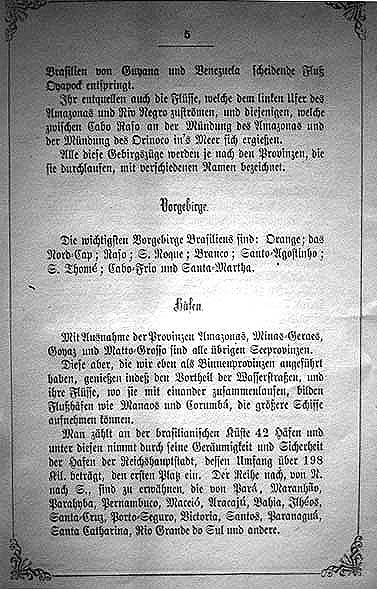 5
Brasilien von Guyana und Venezuela scheidende Fluß
Oyapock entspringt.
Ihr entquellen auch die Flüsse, welche dem linken Ufer des
Amazonas und Rio Negro zuströmen, und diejenigen, welche
zwischen Cabo Raso an der Mündung des Amazonas und
der Mündung des Orinoco in's Meer sich ergießen.
Alle diese Gebirgszüge werden je nach den Provinzen, die
sie durchlaufen, mit verschiedenen Namen bezeichnet.
Vorgebirge.
Die wichtigsten Vorgebirge Brasiliens sind: Orange; das
Nord-Cap; Raso; S. Roque; Branco; Santo-Agostinho;
S. Thomé; Cabo-Frio und Santa-Martha.
Häfen.
Mit Ausnahme der Provinzen Amazonas, Minas-Geraes,
Goyaz und Matto-Grosso sind alle übrigen Seeprovinzen.
Diese aber, die wir eben als Binnenprovinzen angeführt
haben, genießen indeß den Vortheil der Wasserstraßen, und
ihre Flüsse, wo sie mit einander zusammenlaufen, bilden
Flußhäfen wie Manaos und Corumbá, die größere Schiffe
aufnehmen können.
Man zählt an der brasilianischen Küste 42 Häfen und
unter diesen nimmt durch seine Geräumigkeit und Sicherheit
der Hafen der Reichshauptstadt, dessen Umfang über 198
Kil. beträgt, den ersten Platz ein. Der Reihe nach, von N.
nach S., sind zu erwähnen die von Pará, Maranhão,
Parahyba, Pernambuco, Maceió, Aracajú, Bahia, Ilhéos,
Santa-Cruz, Porto-Seguro, Victoria, Santos, Paranaguá,
Santa Catharina, Rio Grande do Sul und andere.